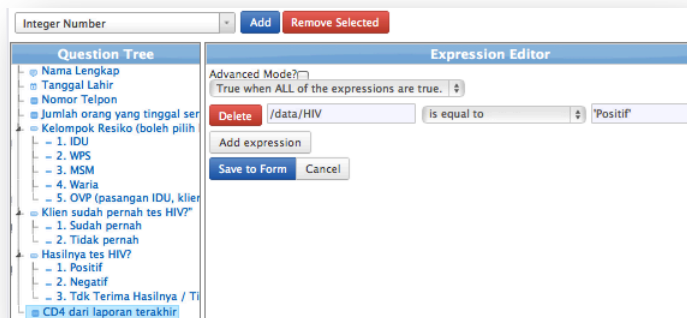 Integer Number
Add
Remove Selected
Question Tree
Nama Lengkap
Tanggal Lahir
Nomor Telpon
Jumlah orang yang tinggal ser
Kelompok Resiko (boleh pilih
1. IDU
2. WPS
3. MSM
4. Waria
5. OVP (pasangan IDU, klien
Klien sudah pernah tes HIV?"
1. Sudah pernah
2. Tidak pernah
Hasilnya tes HIV?
1. Positif
2. Negatif
3. Tdk Terima Hasilnya / Ti
CD4 dari laporan terakhir
Expression Editor
Advanced Mode?
True when ALL of the expressions are true.
Delete
/data/HIV
is equal to
'Positif'
Add expression
Save to Form
Cancel